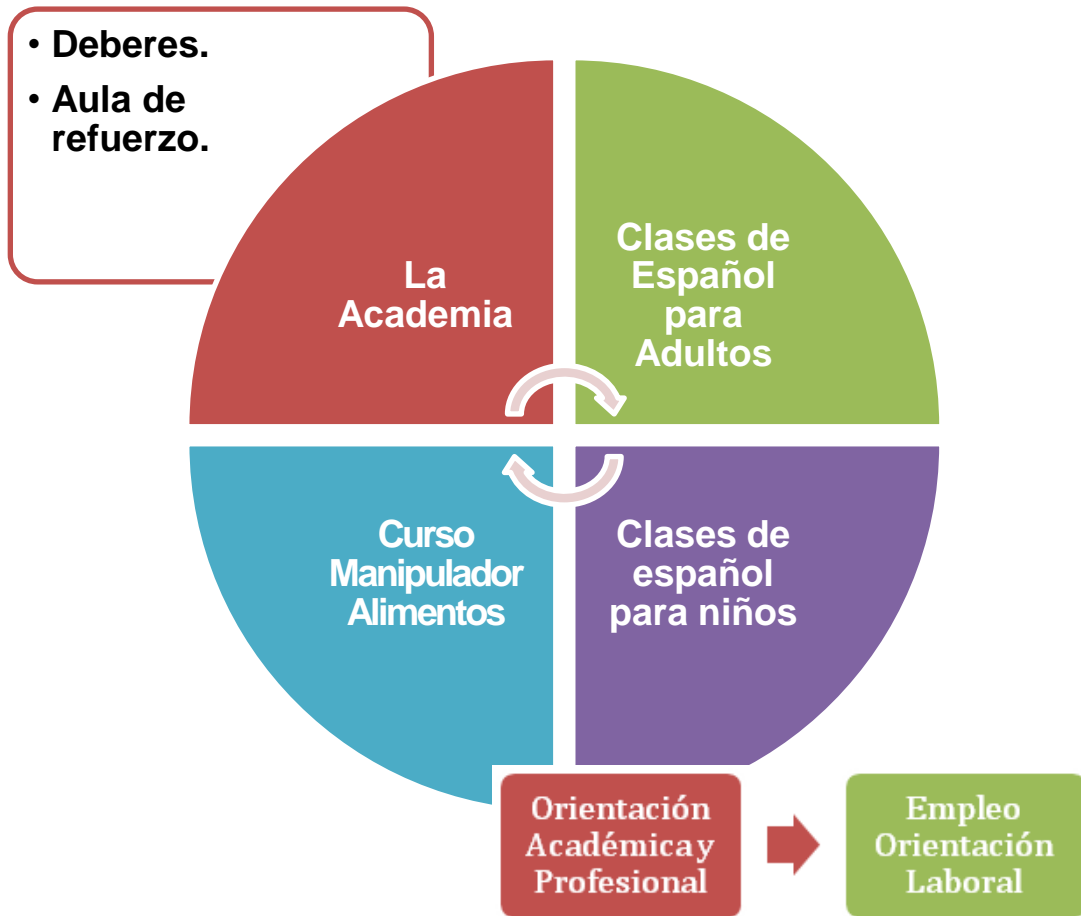 • Deberes.
• Aula de
refuerzo.
La
Academia
Clases de
Español
para
Adultos
Curso
Manipulador
Alimentos
Clases de
español
para niños
Orientación
Académica y
Profesional
Empleo
Orientación
Laboral